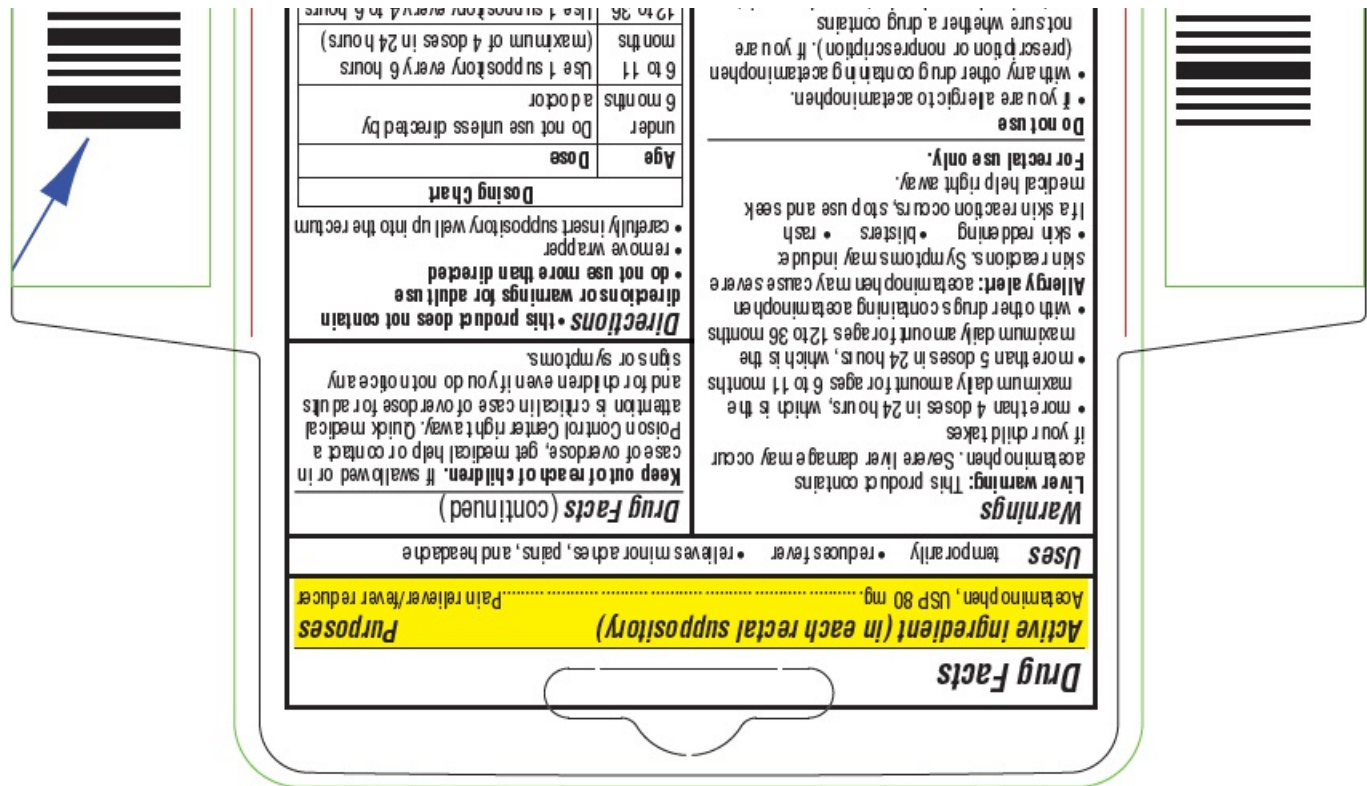 Drug Facts
Active ingredient (in each rectal suppository) Purposes
Acetaminophen, USP 80 mg..........................................................................Pain reliever/fever reducer
Uses temporarily • reduces fever • relieves minor aches, pains, and headache
Warnings
Liver warning: This product contains
acetaminophen. Severe liver damage may occur
if your child takes
• more than 4 doses in 24 hours, which is the
maximum daily amount for ages 6 to 11 months
• more than 5 doses in 24 hours, which is the
maximum daily amount for ages 12 to 36 months
• with other drugs containing acetaminophen
Allergy alert: acetaminophen may cause severe
skin reactions. Symptoms may include:
• skin reddening • blisters • rash
If a skin reaction occurs, stop use and seek
medical help right away.
For rectal use only.
Do not use
• if you are allergic to acetaminophen.
• with any other drug containing acetaminophen
(prescription or nonprescription). If you are
not sure whether a drug contains
Drug Facts (continued)
Keep out of reach of children. If swallowed or in
case of overdose, get medical help or contact a
Poison Control Center right away. Quick medical
attention is critical in case of overdose for adults
and for children even if you do not notice any
signs or symptoms.
Directions • this product does not contain
directions or warnings for adult use
• do not use more than directed
• remove wrapper
• carefully insert suppository well up into the rectum
Dosing Chart
Age Dose
under Do not use unless directed by
6 months a doctor
6 to 11 Use 1 suppository every 6 hours
months (maximum of 4 doses in 24 hours)
12 to 36 Use 1 suppository every 4 to 6 hours